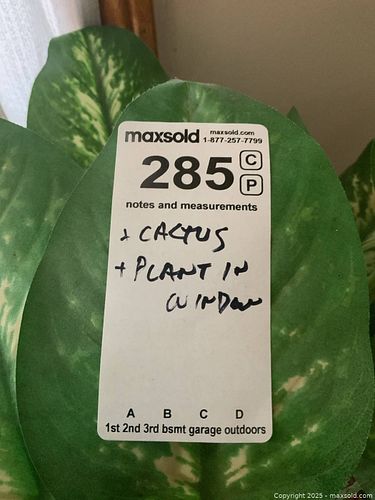 maxsold maxsold.com
1-877-257-7799
285 C
P
notes and measurements
+ CACTUS
+ PLANT IN
WINDOW
A B C D
1st 2nd 3rd bsmt garage outdoors
Copyright 2025 - maxsold.com